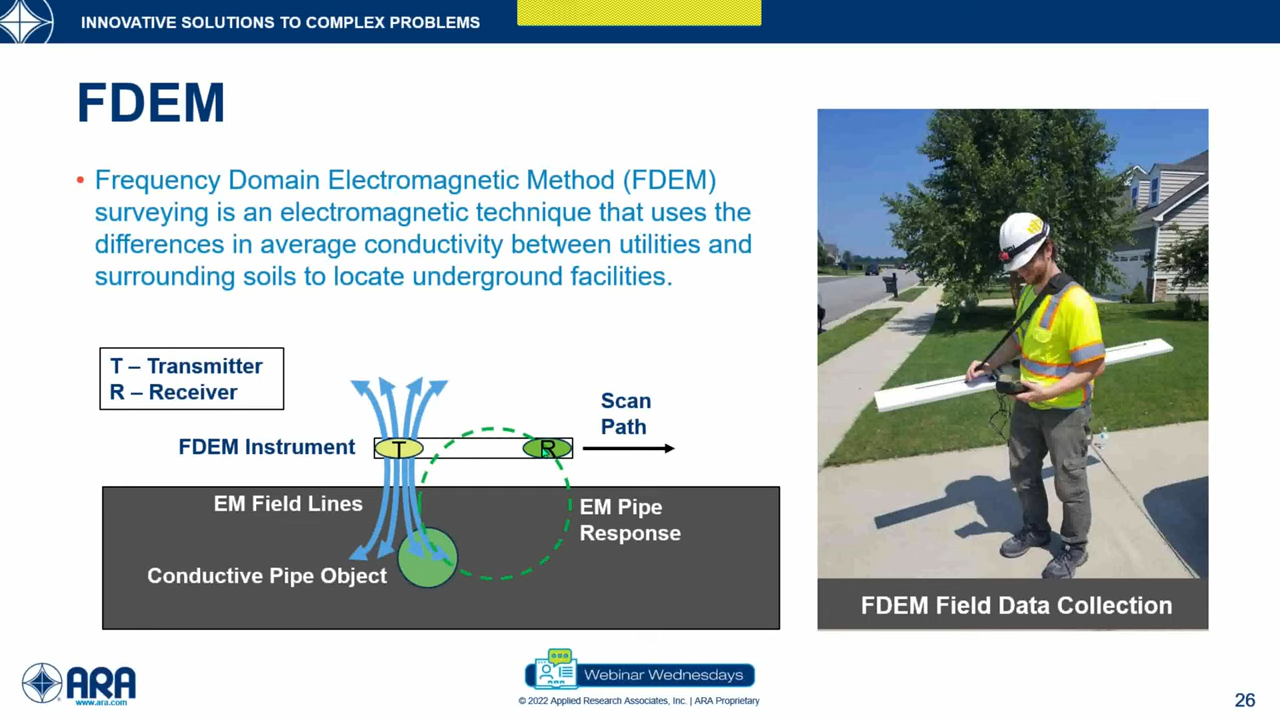 INNOVATIVE SOLUTIONS TO COMPLEX PROBLEMS
FDEM
• Frequency Domain Electromagnetic Method (FDEM)
surveying is an electromagnetic technique that uses the
differences in average conductivity between utilities and
surrounding soils to locate underground facilities.
T – Transmitter
R – Receiver
Scan
Path
FDEM Instrument
T
R
EM Field Lines
EM Pipe
Response
Conductive Pipe Object
FDEM Field Data Collection
ARA
www.ara.com
Webinar Wednesdays
© 2022 Applied Research Associates, Inc. | ARA Proprietary
26